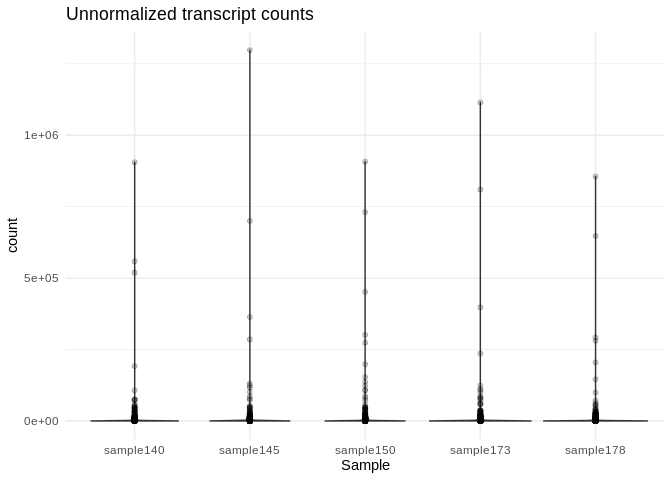 Unnormalized transcript counts
1e+06
5e+05
0e+00
count
sample140 sample145 sample150 sample173 sample178
Sample